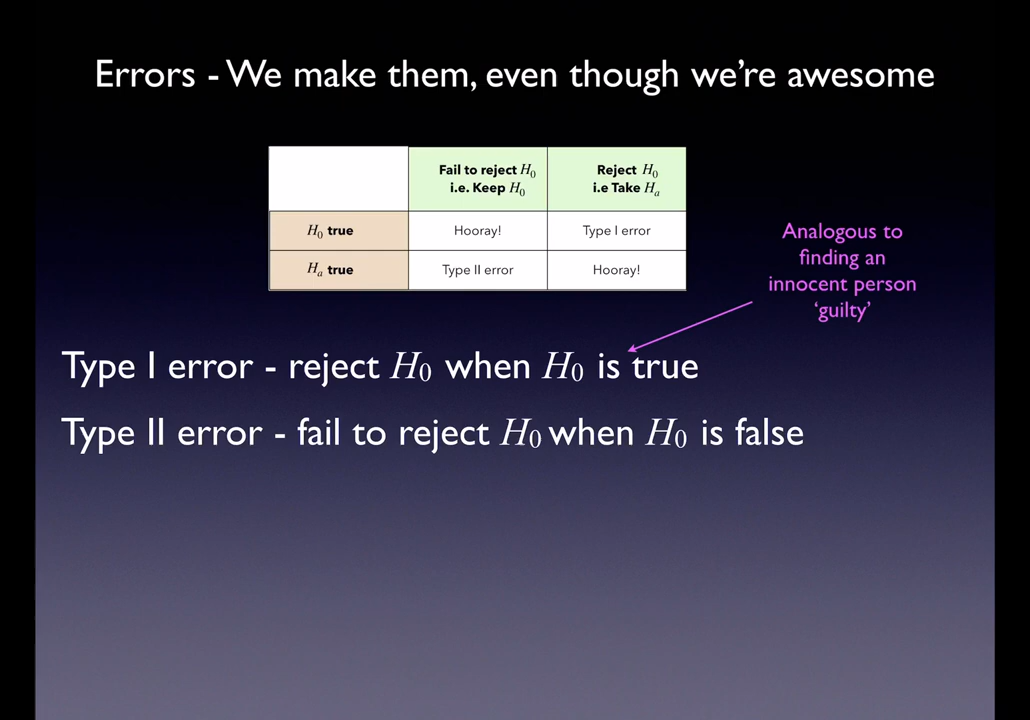 Errors - We make them, even though we're awesome
Fail to reject H₀ Reject H₀
i.e. Keep H₀ i.e Take Hₐ
H₀ true Hooray! Type I error
Hₐ true Type II error Hooray!
Analogous to
finding an
innocent person
‘guilty’
Type I error - reject H₀ when H₀ is true
Type II error - fail to reject H₀ when H₀ is false